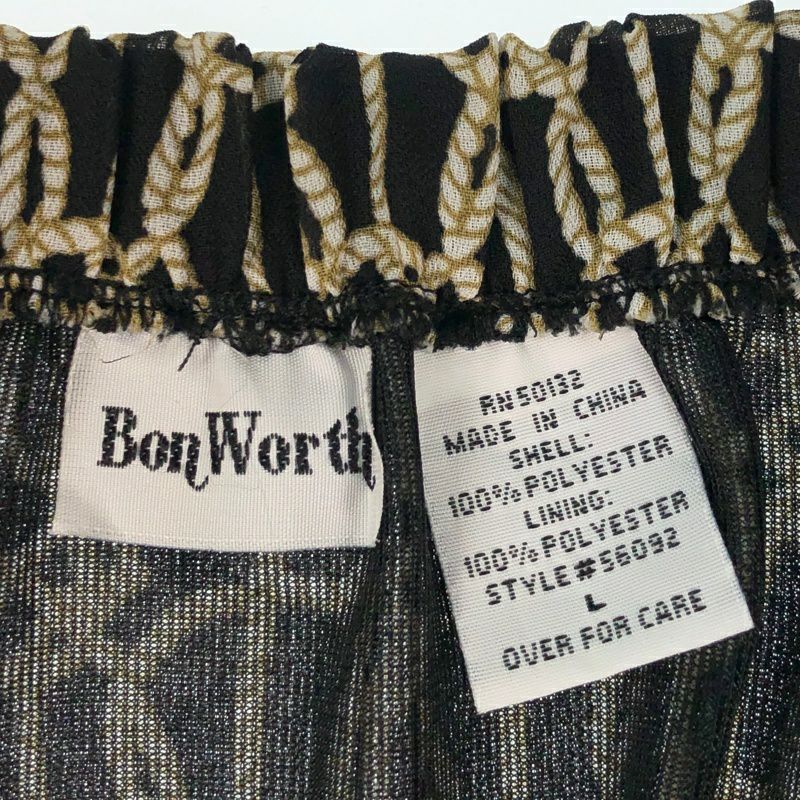 BonWorth
RN 50132
MADE IN CHINA
SHELL:
100% POLYESTER
LINING:
100% POLYESTER
STYLE#56092
L
OVER FOR CARE